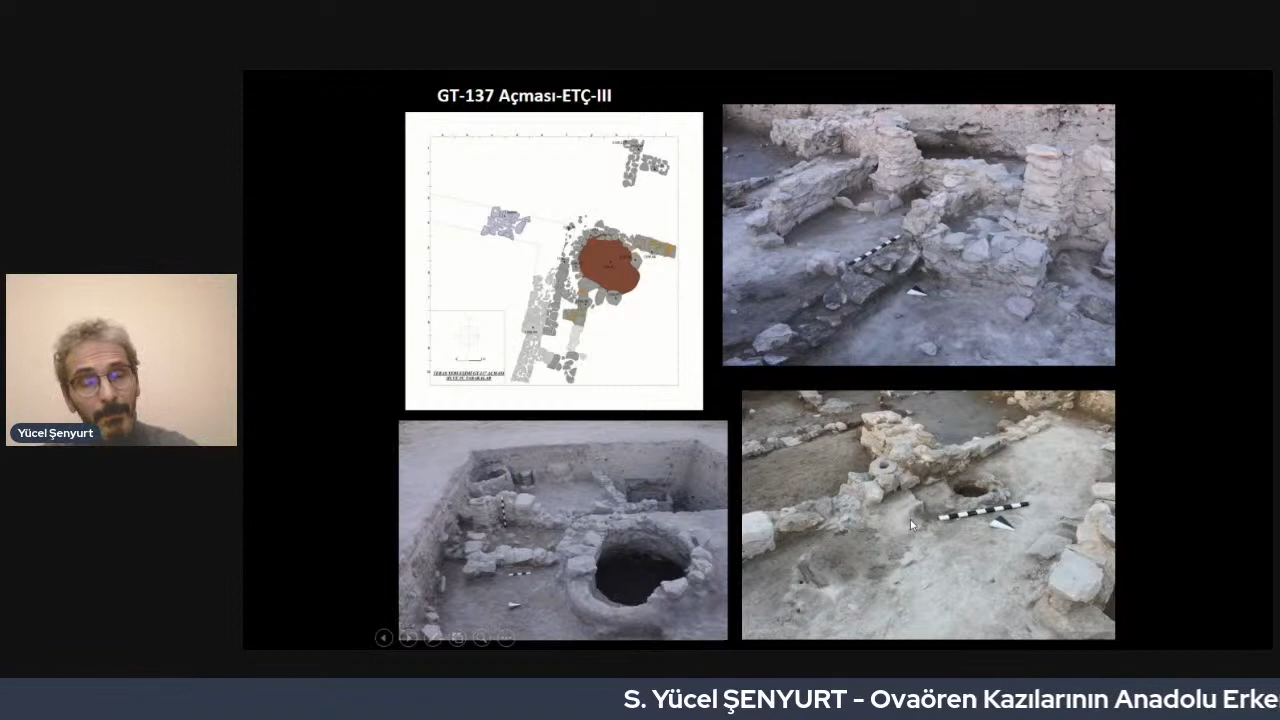 GT-137 Açması-ETÇ-III
Yücel Şenyurt
S. Yücel ŞENYURT - Ovaören Kazılarının Anadolu Erke